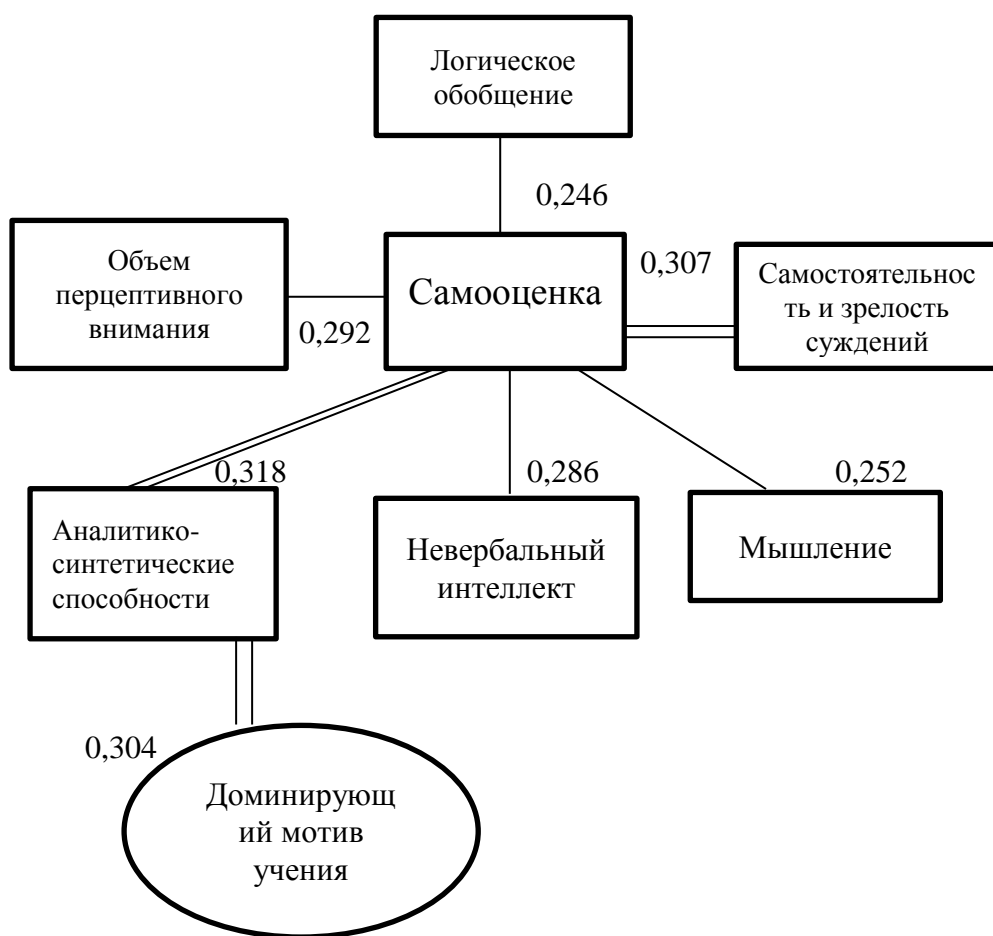 Логическое
обобщение
0,246
Объем
перцептивного
внимания
0,292
Самооценка
0,307
Самостоятельнос
ть и зрелость
суждений
0,318
0,286
0,252
Аналитико-
синтетические
способности
Невербальный
интеллект
Мышление
0,304
Доминирующ
ий мотив
учения